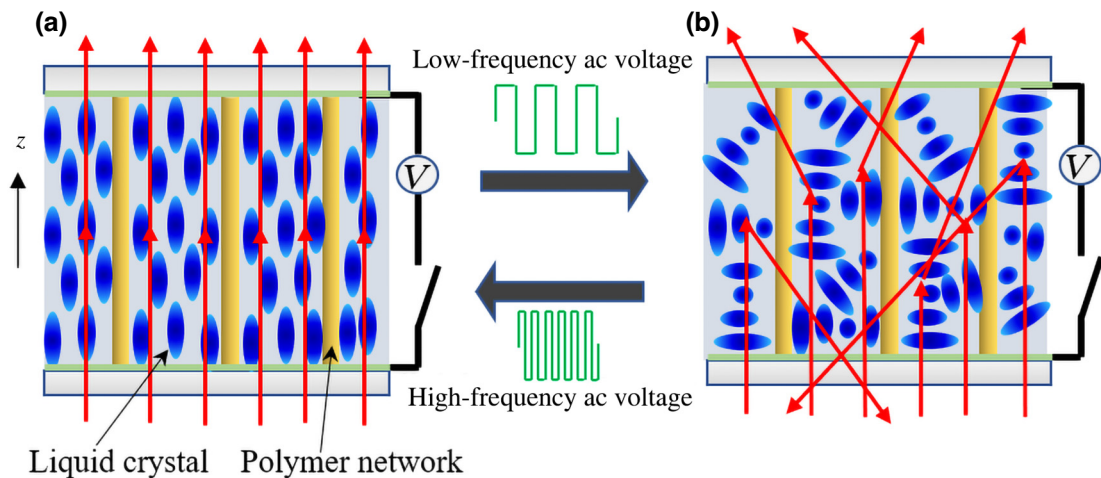 (a)
Low-frequency ac voltage
(b)
z
V
V
High-frequency ac voltage
Liquid crystal
Polymer network